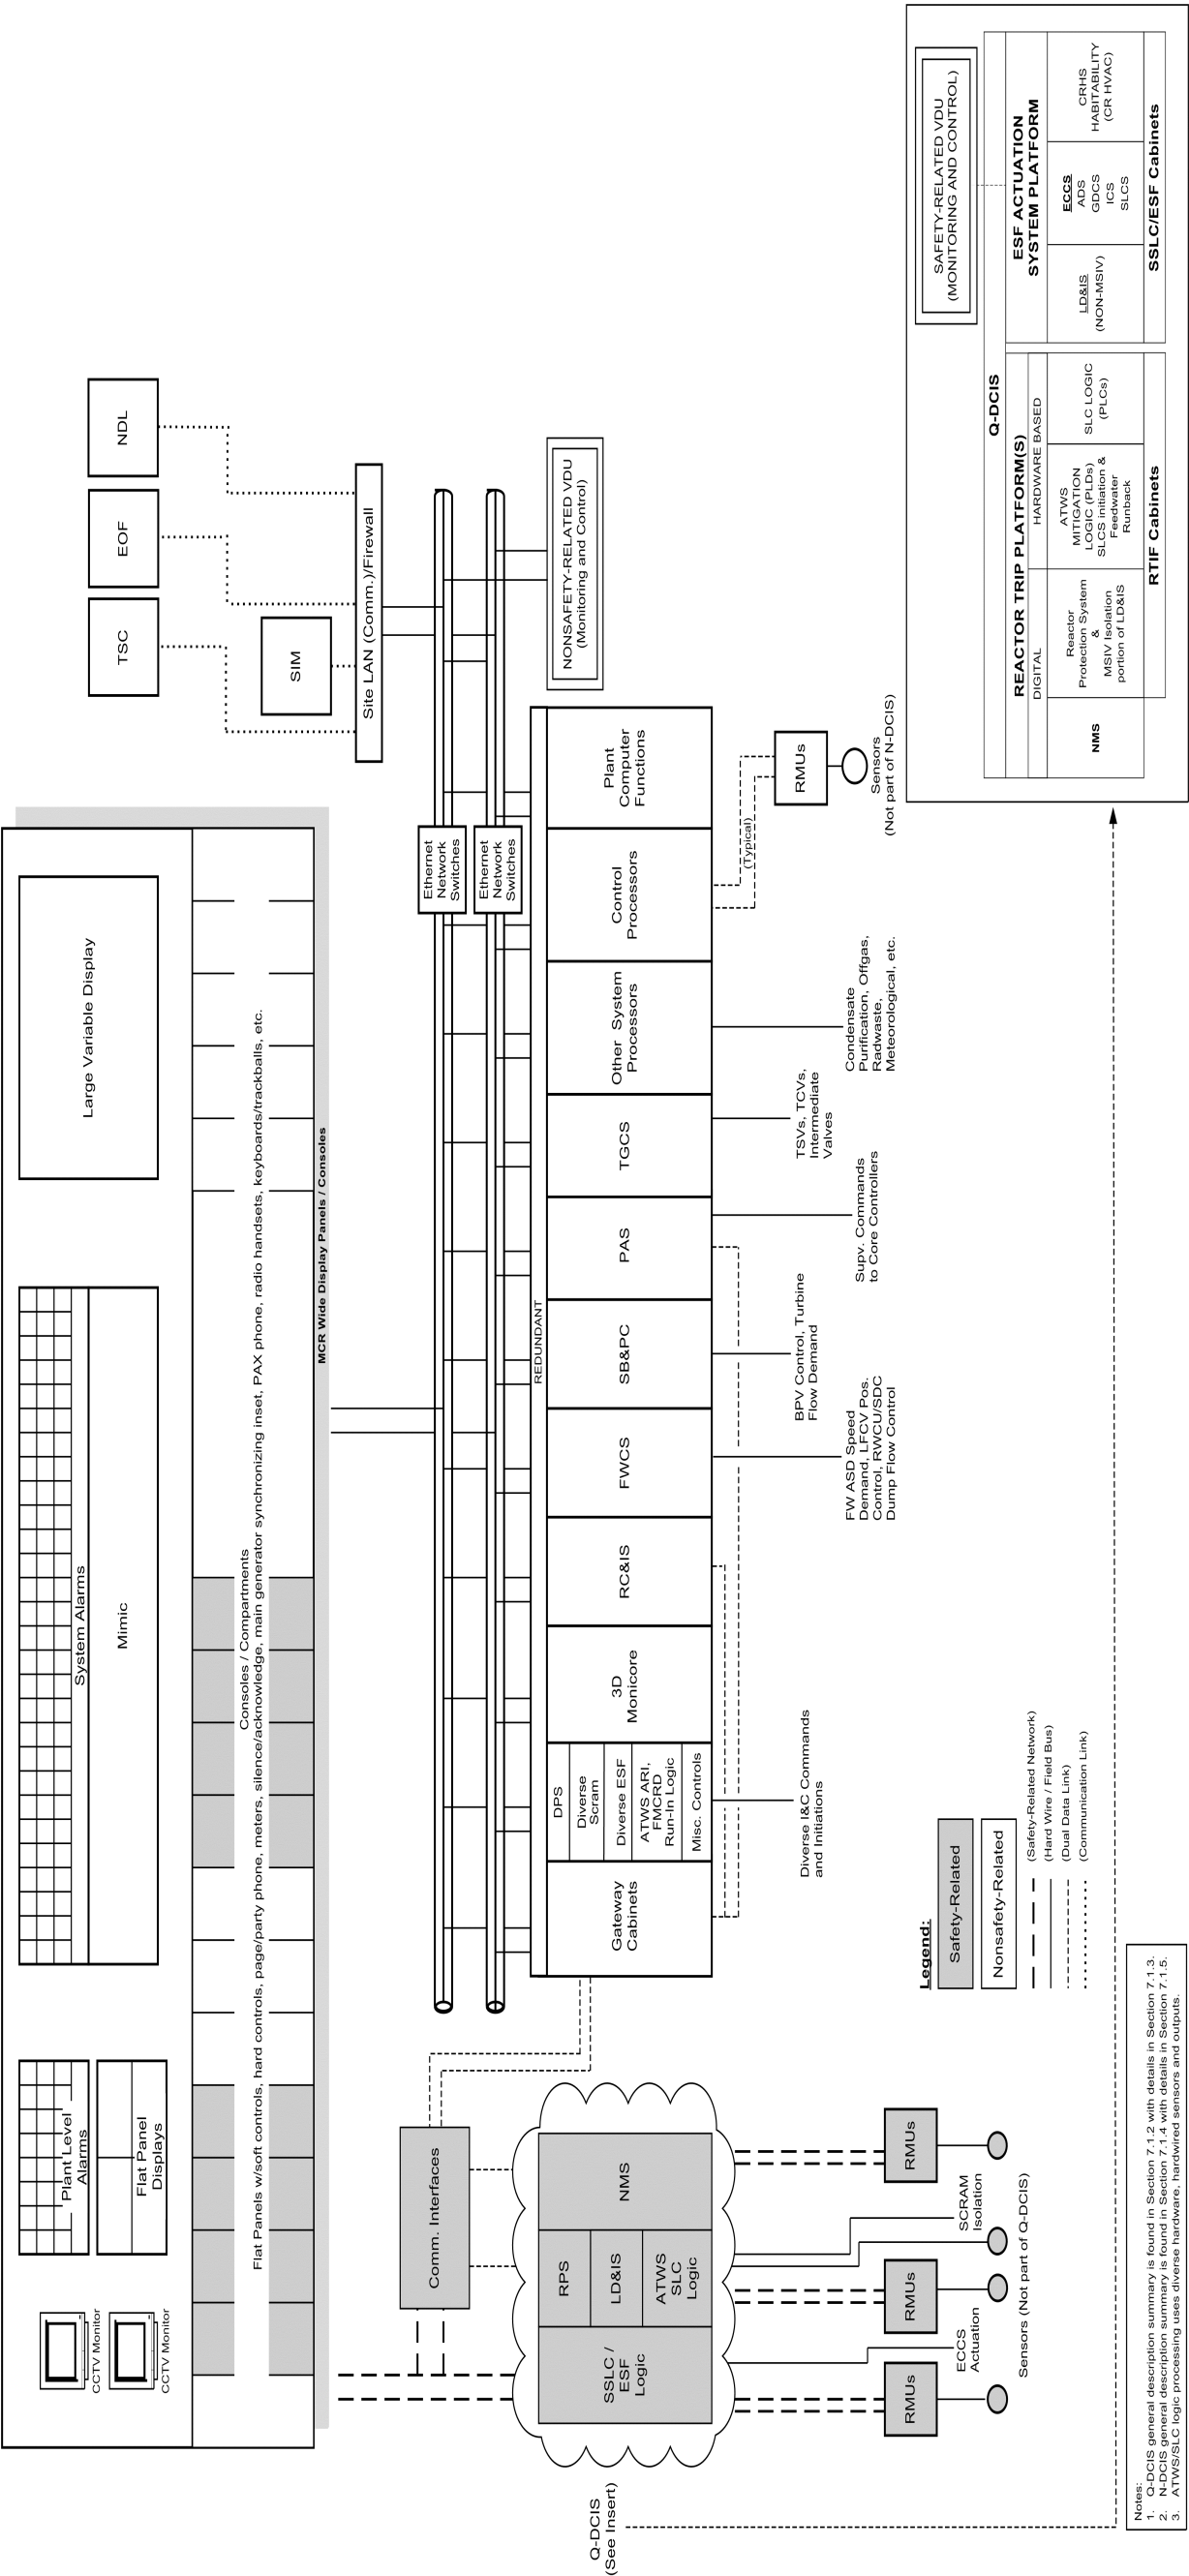 CCTV Monitor
CCTV Monitor
Plant Level
Alarms
Flat Panel
Displays
System Alarms
Mimic
Large Variable Display
Consoles / Compartments
Flat Panels w/soft controls, hard controls, page/party phone, meters, silence/acknowledge, main generator synchronizing inset, PAX phone, radio handsets, keyboards/trackballs, etc.
MCR Wide Display Panels / Consoles
TSC
EOF
NDL
SIM
Site LAN (Comm.)/Firewall
Ethernet
Network
Switches
Ethernet
Network
Switches
NONSAFETY-RELATED VDU
(Monitoring and Control)
Comm. Interfaces
REDUNDANT
Gateway
Cabinets
DPS
Diverse
Scram
Diverse ESF
ATWS ARI,
FMCRD
Run-In Logic
Misc. Controls
3D
Monicore
RC&IS
FWCS
SB&PC
PAS
TGCS
Other System
Processors
Control
Processors
Plant
Computer
Functions
Q-DCIS
(See Insert)
SSLC /
ESF
Logic
RPS
LD&IS
ATWS
SLC
Logic
NMS
RMUs
RMUs
RMUs
ECCS
Actuation
SCRAM
Isolation
Sensors (Not part of Q-DCIS)
Diverse I&C Commands
and Initiations
FW ASD Speed
Demand, LFCV Pos.
Control, RWCU/SDC
Dump Flow Control
BPV Control, Turbine
Flow Demand
Supv. Commands
to Core Controllers
TSVs, TCVs,
Intermediate
Valves
Condensate
Purification, Offgas,
Radwaste,
Meteorological, etc.
(Typical)
RMUs
Sensors
(Not part of N-DCIS)
Legend:
Safety-Related
Nonsafety-Related
(Safety-Related Network)
(Hard Wire / Field Bus)
(Dual Data Link)
(Communication Link)
SAFETY-RELATED VDU
(MONITORING AND CONTROL)
Q-DCIS
REACTOR TRIP PLATFORM(S)
DIGITAL
HARDWARE BASED
NMS
Reactor
Protection System
&
MSIV Isolation
portion of LD&IS
ATWS
MITIGATION
LOGIC (PLDs)
SLCS initiation &
Feedwater
Runback
SLC LOGIC
(PLCs)
RTIF Cabinets
ESF ACTUATION
SYSTEM PLATFORM
LD&IS
(NON-MSIV)
ECCS
ADS
GDCS
ICS
SLCS
CRHS
HABITABILITY
(CR HVAC)
SSLC/ESF Cabinets
Notes:
1. Q-DCIS general description summary is found in Section 7.1.2 with details in Section 7.1.3.
2. N-DCIS general description summary is found in Section 7.1.4 with details in Section 7.1.5.
3. ATWS/SLC logic processing uses diverse hardware, hardwired sensors and outputs.